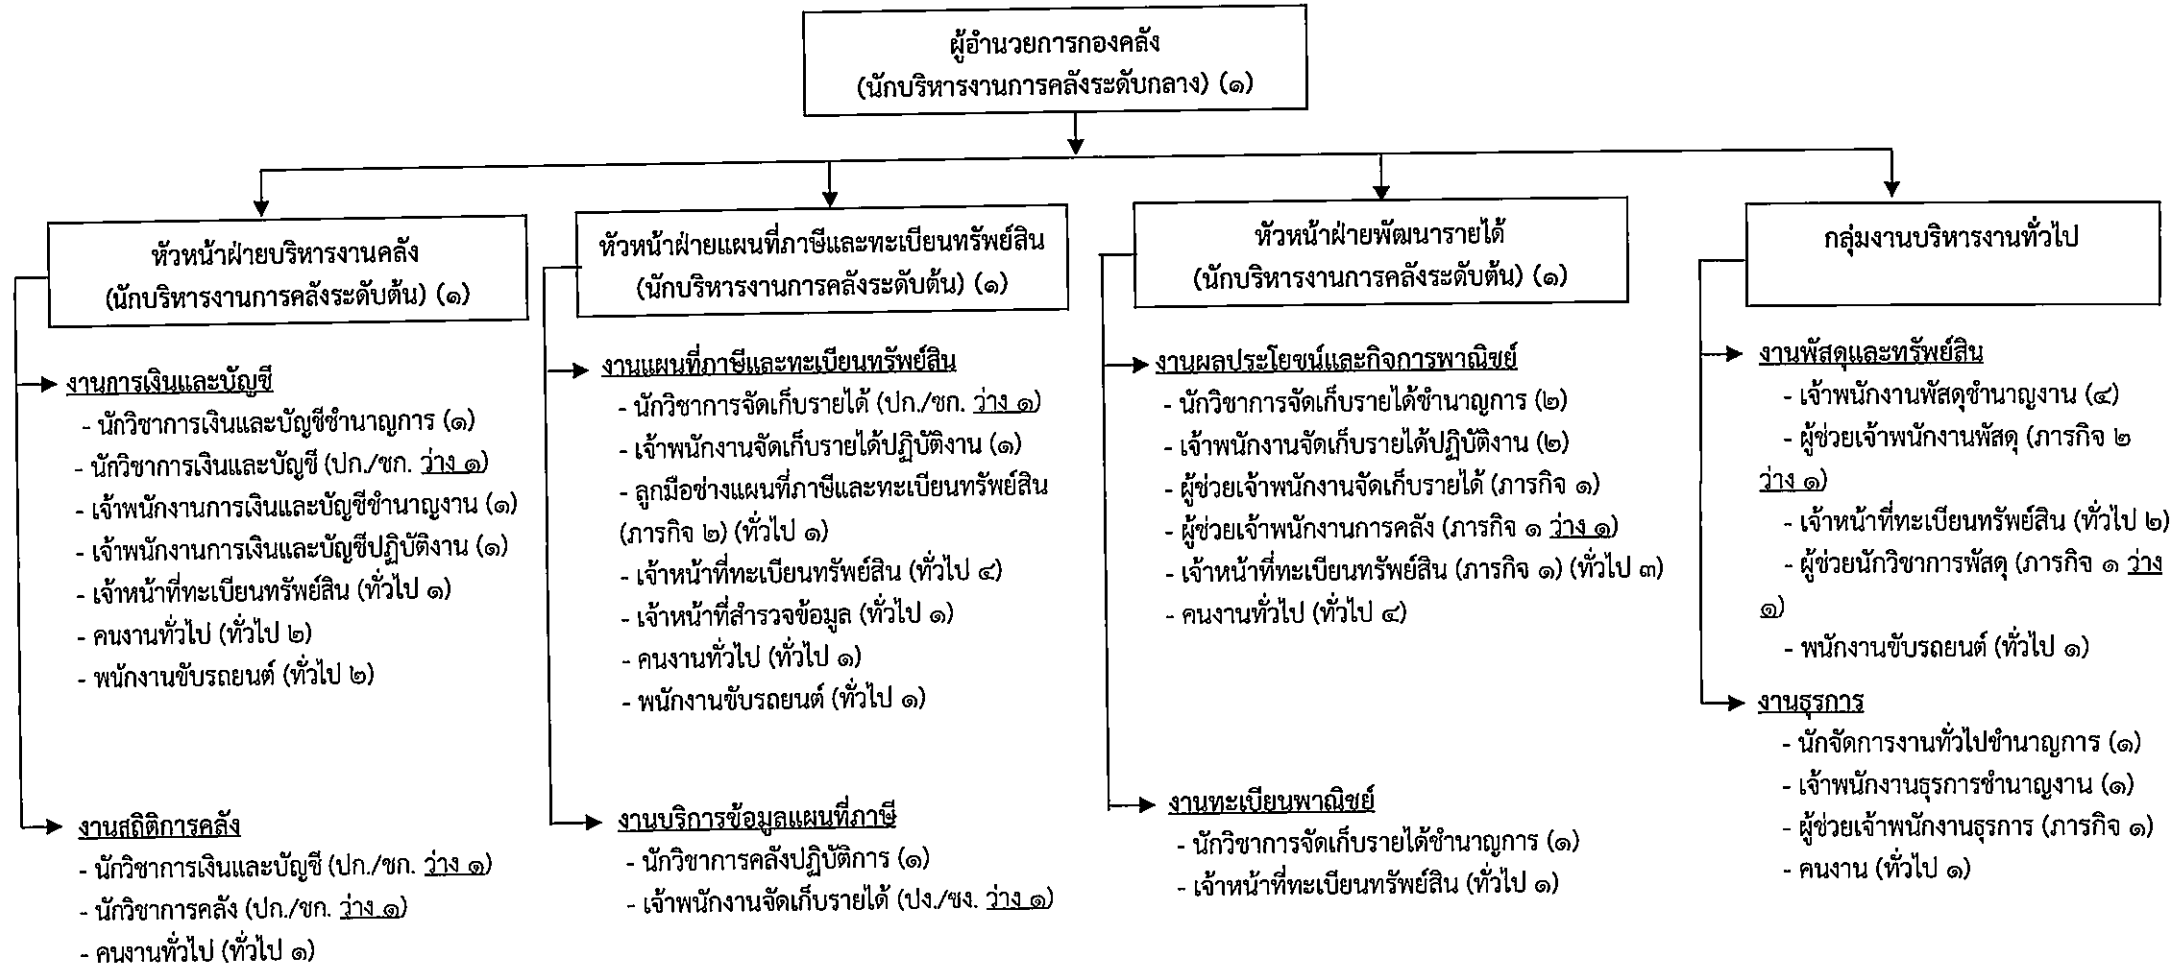 ผู้อำนวยการกองคลัง
(นักบริหารงานการคลังระดับกลาง) (๑)
หัวหน้าฝ่ายบริหารงานคลัง
(นักบริหารงานการคลังระดับต้น) (๑)
งานการเงินและบัญชี
- นักวิชาการเงินและบัญชีชำนาญการ (๑)
- นักวิชาการเงินและบัญชี (ปก./ชก. ว่าง ๑)
- เจ้าพนักงานการเงินและบัญชีชำนาญงาน (๑)
- เจ้าพนักงานการเงินและบัญชีปฏิบัติงาน (๑)
- เจ้าหน้าที่ทะเบียนทรัพย์สิน (ทั่วไป ๑)
- คนงานทั่วไป (ทั่วไป ๒)
- พนักงานขับรถยนต์ (ทั่วไป ๒)
งานสถิติการคลัง
- นักวิชาการเงินและบัญชี (ปก./ชก. ว่าง ๑)
- นักวิชาการคลัง (ปก./ชก. ว่าง ๑)
- คนงานทั่วไป (ทั่วไป ๑)
หัวหน้าฝ่ายแผนที่ภาษีและทะเบียนทรัพย์สิน
(นักบริหารงานการคลังระดับต้น) (๑)
งานแผนที่ภาษีและทะเบียนทรัพย์สิน
- นักวิชาการจัดเก็บรายได้ (ปก./ชก. ว่าง ๑)
- เจ้าพนักงานจัดเก็บรายได้ปฏิบัติงาน (๑)
- ลูกมือช่างแผนที่ภาษีและทะเบียนทรัพย์สิน
(ภารกิจ ๒) (ทั่วไป ๑)
- เจ้าหน้าที่ทะเบียนทรัพย์สิน (ทั่วไป ๔)
- เจ้าหน้าที่สำรวจข้อมูล (ทั่วไป ๑)
- คนงานทั่วไป (ทั่วไป ๑)
- พนักงานขับรถยนต์ (ทั่วไป ๑)
งานบริการข้อมูลแผนที่ภาษี
- นักวิชาการคลังปฏิบัติการ (๑)
- เจ้าพนักงานจัดเก็บรายได้ (ปง./ชง. ว่าง ๑)
หัวหน้าฝ่ายพัฒนารายได้
(นักบริหารงานการคลังระดับต้น) (๑)
งานผลประโยชน์และกิจการพาณิชย์
- นักวิชาการจัดเก็บรายได้ชำนาญการ (๒)
- เจ้าพนักงานจัดเก็บรายได้ปฏิบัติงาน (๒)
- ผู้ช่วยเจ้าพนักงานจัดเก็บรายได้ (ภารกิจ ๑)
- ผู้ช่วยเจ้าพนักงานการคลัง (ภารกิจ ๑ ว่าง ๑)
- เจ้าหน้าที่ทะเบียนทรัพย์สิน (ภารกิจ ๑) (ทั่วไป ๓)
- คนงานทั่วไป (ทั่วไป ๔)
งานทะเบียนพาณิชย์
- นักวิชาการจัดเก็บรายได้ชำนาญการ (๑)
- เจ้าหน้าที่ทะเบียนทรัพย์สิน (ทั่วไป ๑)
กลุ่มงานบริหารงานทั่วไป
งานพัสดุและทรัพย์สิน
- เจ้าพนักงานพัสดุชำนาญงาน (๔)
- ผู้ช่วยเจ้าพนักงานพัสดุ (ภารกิจ ๒
ว่าง ๑)
- เจ้าหน้าที่ทะเบียนทรัพย์สิน (ทั่วไป ๒)
- ผู้ช่วยนักวิชาการพัสดุ (ภารกิจ ๑ ว่าง
๑)
- พนักงานขับรถยนต์ (ทั่วไป ๑)
งานธุรการ
- นักจัดการงานทั่วไปชำนาญการ (๑)
- เจ้าพนักงานธุรการชำนาญงาน (๑)
- ผู้ช่วยเจ้าพนักงานธุรการ (ภารกิจ ๑)
- คนงาน (ทั่วไป ๑)